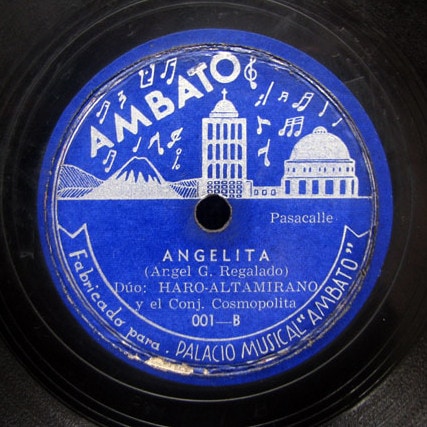 AMBATO
Pasacalle
ANGELITA
(Angel G. Regalado)
Dúo: HARO-ALTAMIRANO
y el Conj. Cosmopolita
001—B
Fabricado para. PALACIO MUSICAL "AMBATO"